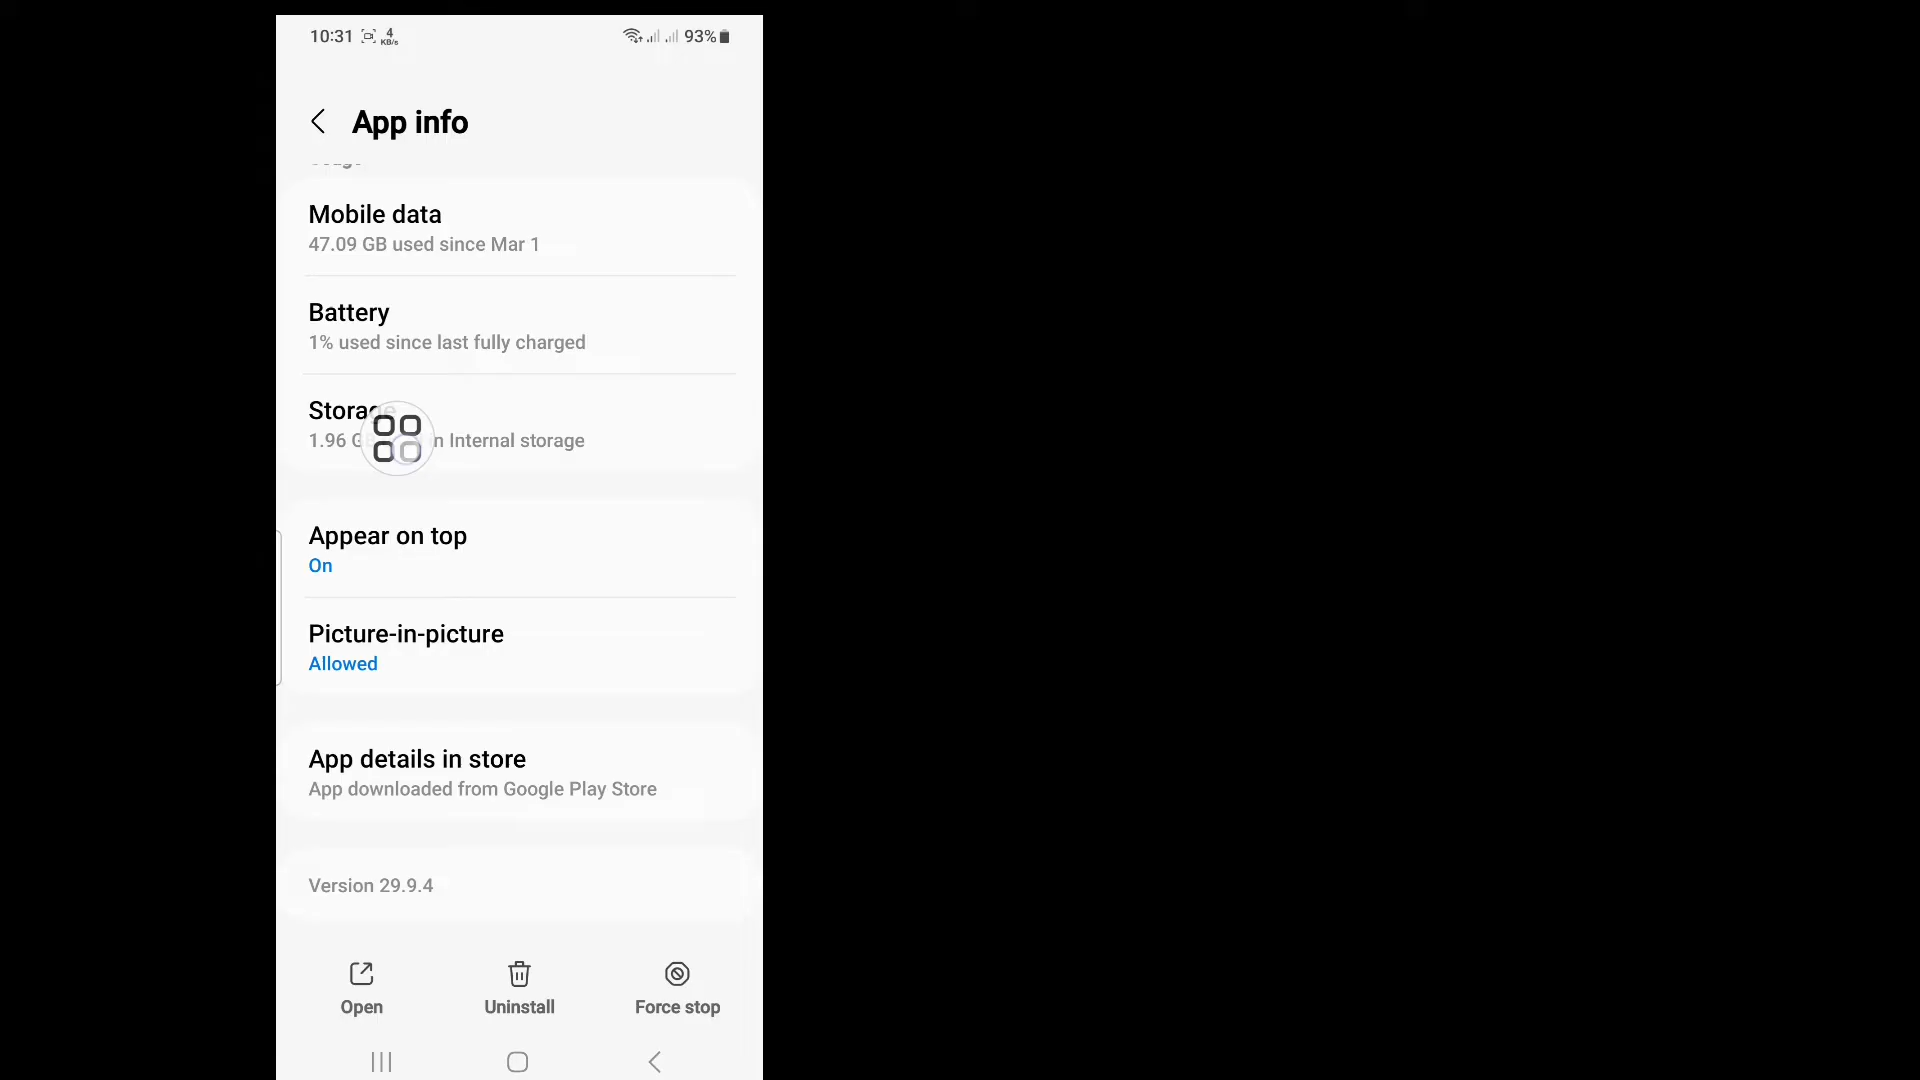 10:31 4 KB/s 93%
App info
Mobile data
47.09 GB used since Mar 1
Battery
1% used since last fully charged
Storage
1.96 in Internal storage
Appear on top
On
Picture-in-picture
Allowed
App details in store
App downloaded from Google Play Store
Version 29.9.4
Open Uninstall Force stop